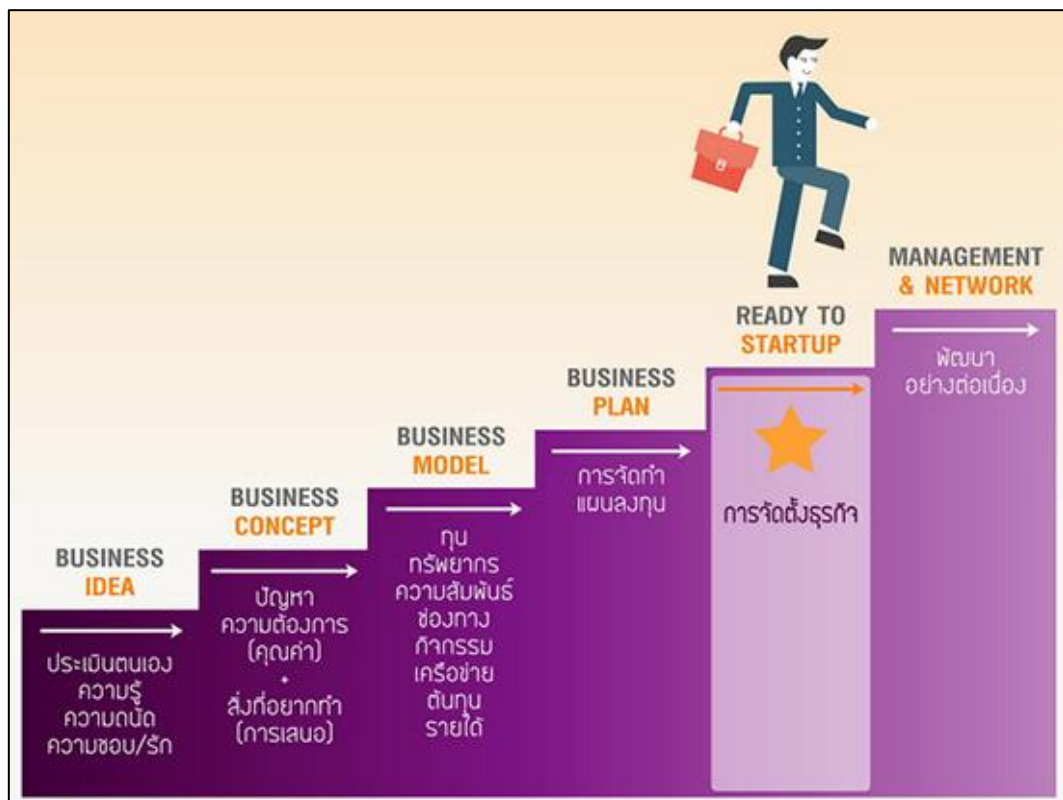 BUSINESS
IDEA
ประเมินตนเอง
ความรู้
ความถนัด
ความชอบ/รัก
BUSINESS
CONCEPT
ปัญหา
ความต้องการ
(คุณค่า)
+
สิ่งที่อยากทำ
(การเสนอ)
BUSINESS
MODEL
ทุน
ทรัพยากร
ความสัมพันธ์
ช่องทาง
กิจกรรม
เครือข่าย
ต้นทุน
รายได้
BUSINESS
PLAN
การจัดทำ
แผนลงทุน
READY TO
STARTUP
การจัดตั้งธุรกิจ
MANAGEMENT
& NETWORK
พัฒนา
อย่างต่อเนื่อง